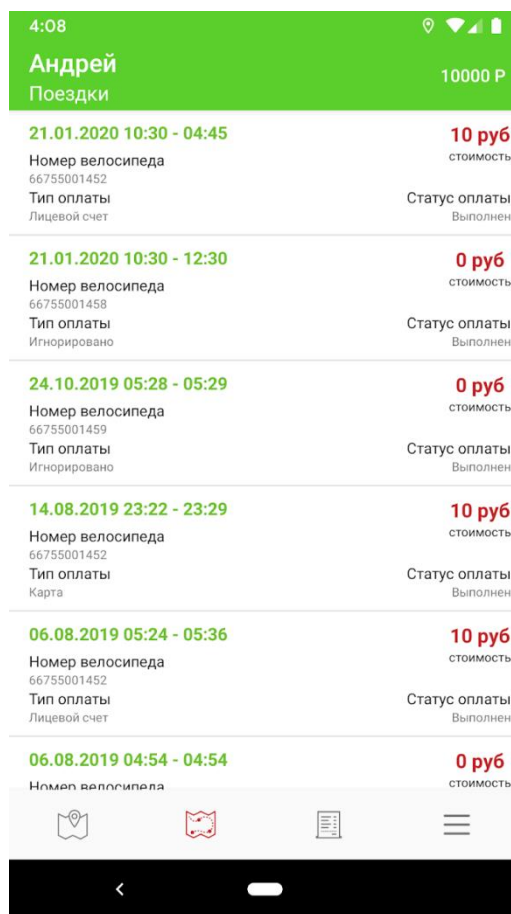 4:08
Андрей
10000 Р
Поездки
21.01.2020 10:30 - 04:45
10 руб
Номер велосипеда
стоимость
66755001452
Тип оплаты
Статус оплаты
Лицевой счет
Выполнен
21.01.2020 10:30 - 12:30
0 руб
Номер велосипеда
стоимость
66755001458
Тип оплаты
Статус оплаты
Игнорировано
Выполнен
24.10.2019 05:28 - 05:29
0 руб
Номер велосипеда
стоимость
66755001459
Тип оплаты
Статус оплаты
Игнорировано
Выполнен
14.08.2019 23:22 - 23:29
10 руб
Номер велосипеда
стоимость
66755001452
Тип оплаты
Статус оплаты
Карта
Выполнен
06.08.2019 05:24 - 05:36
10 руб
Номер велосипеда
стоимость
66755001452
Тип оплаты
Статус оплаты
Лицевой счет
Выполнен
06.08.2019 04:54 - 04:54
0 руб
Номер велосипеда
стоимость